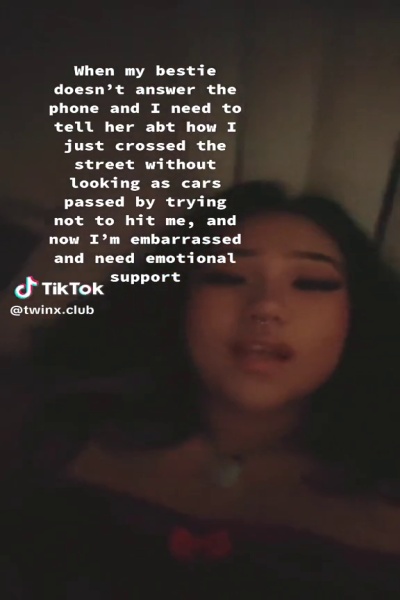 When my bestie
doesn’t answer the
phone and I need to
tell her abt how I
just crossed the
street without
looking as cars
passed by trying
not to hit me, and
now I’m embarrassed
and need emotional
support
TikTok
@twinx.club